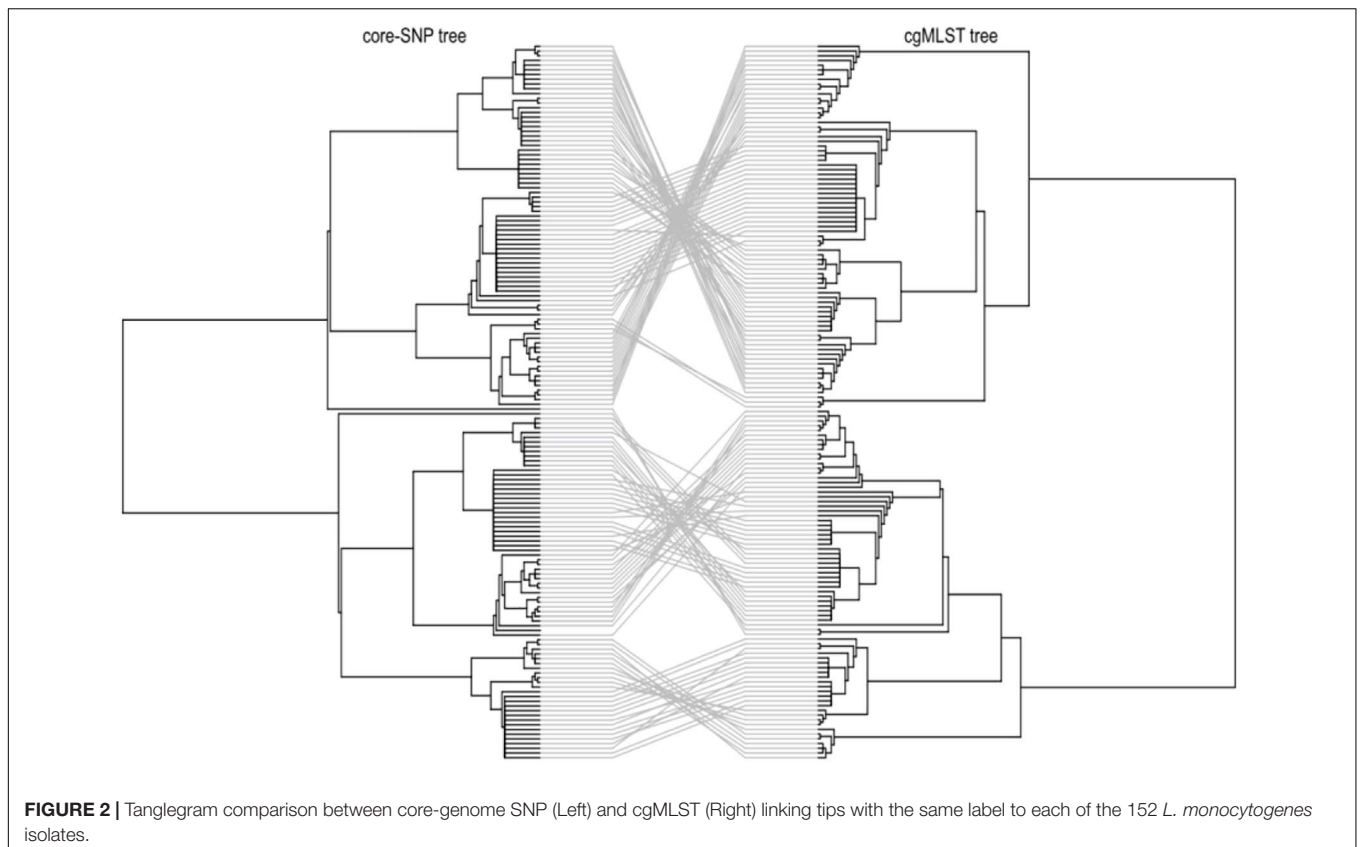 core-SNP tree
cgMLST tree
FIGURE 2 | Tanglegram comparison between core-genome SNP (Left) and cgMLST (Right) linking tips with the same label to each of the 152 L. monocytogenes
isolates.